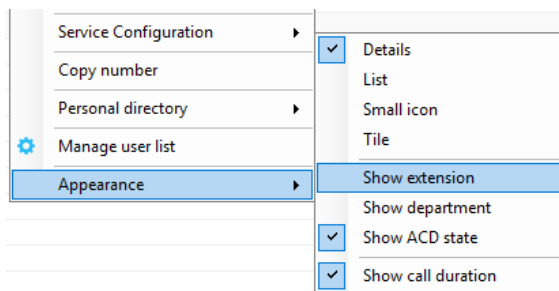 Service Configuration
Copy number
Personal directory
Manage user list
Appearance
Details
List
Small icon
Tile
Show extension
Show department
Show ACD state
Show call duration